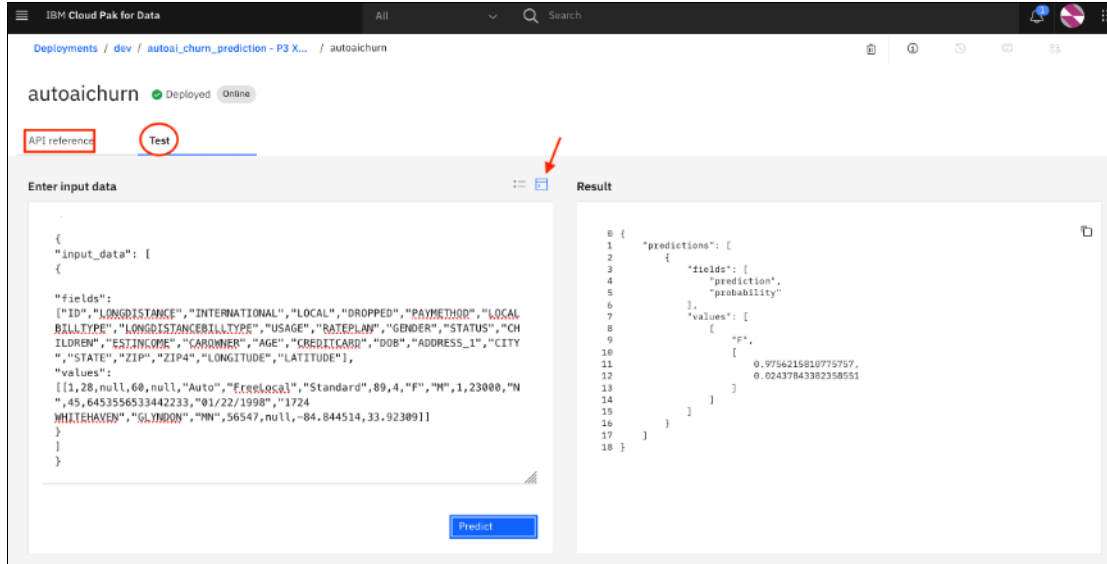 IBM Cloud Pak for Data
All
Search
1
Deployments / dev / autoai_churn_prediction - P3 X... / autoaichurn
autoaichurn
Deployed
Online
API reference
Test
Enter input data
Result
{
"input_data": [
{
"fields":
["ID","LONGDISTANCE","INTERNATIONAL","LOCAL","DROPPED","PAYMETHOD","LOCAL
BILLTYPE","LONGDISTANCEBILLTYPE","USAGE","RATEPLAN","GENDER","STATUS","CH
ILDREN","ESTINCOME","CAROWNER","AGE","CREDITCARD","DOB","ADDRESS_1","CITY
","STATE","ZIP","ZIP4","LONGITUDE","LATITUDE"],
"values":
[[1,28,null,60,null,"Auto","FreeLocal","Standard",89,4,"F","M",1,23000,"N
",45,6453556533442233,"01/22/1998","1724
WHITEHAVEN","GLYNDON","MN",56547,null,-84.844514,33.92309]]
}
]
}
Predict
0 {
1 "predictions": [
2 {
3 "fields": [
4 "prediction",
5 "probability"
6 ],
7 "values": [
8 [
9 "F",
10 [
11 0.9756215810775757,
12 0.02437843382358551
13 ]
14 ]
15 ]
16 }
17 ]
18 }